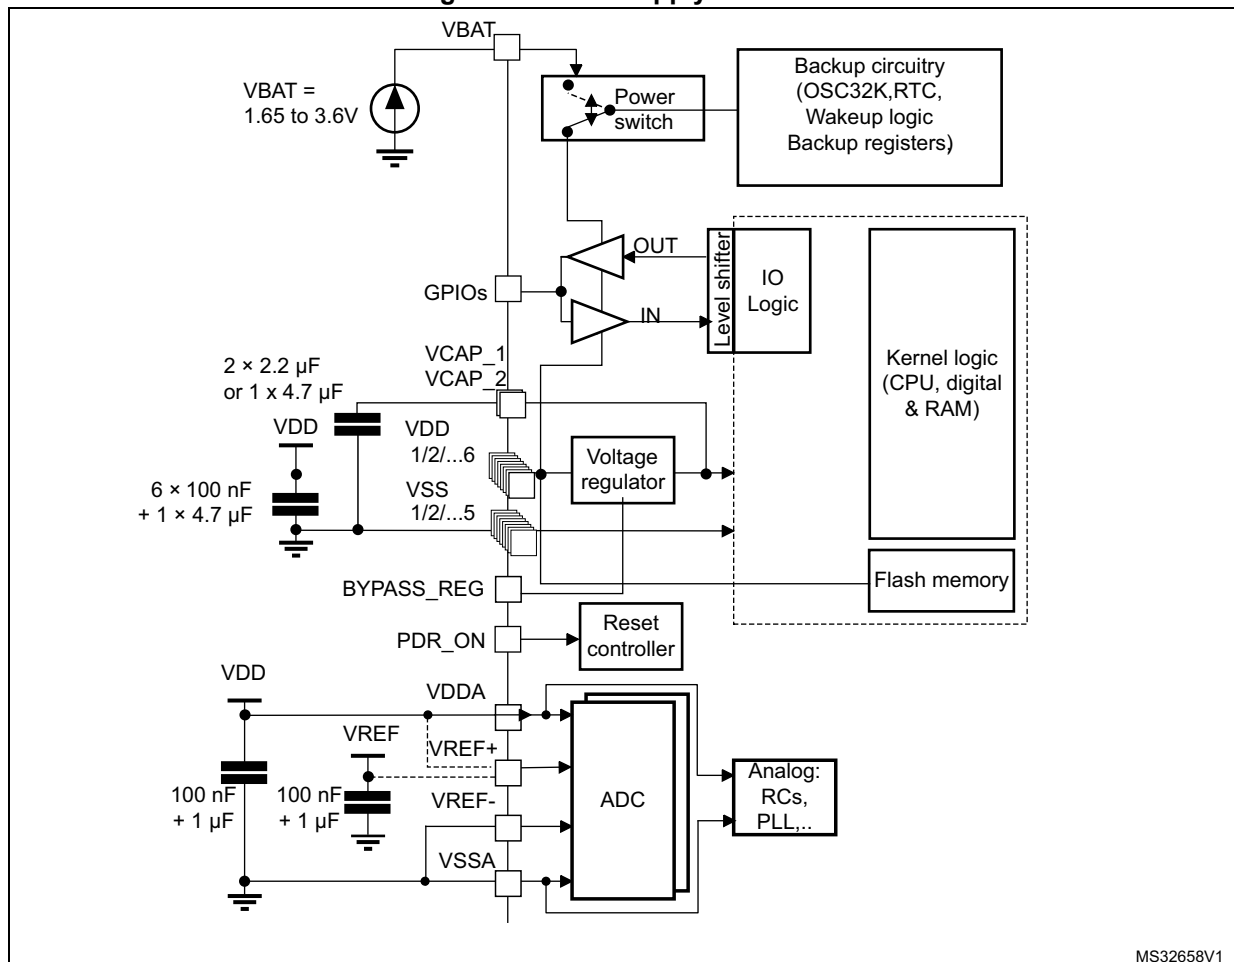 VBAT
VBAT =
1.65 to 3.6V
Power
switch
Backup circuitry
(OSC32K,RTC,
Wakeup logic
Backup registers)
OUT
GPIOs
IN
Level shifter
IO
Logic
Kernel logic
(CPU, digital
& RAM)
VCAP_1
VCAP_2
2 × 2.2 µF
or 1 x 4.7 µF
VDD
VDD
1/2/...6
Voltage
regulator
6 × 100 nF
+ 1 × 4.7 µF
VSS
1/2/...5
Flash memory
BYPASS_REG
PDR_ON
Reset
controller
VDD
VDDA
VREF
VREF+
100 nF
+ 1 µF
100 nF
+ 1 µF
VREF-
ADC
Analog:
RCs,
PLL,..
VSSA
MS32658V1